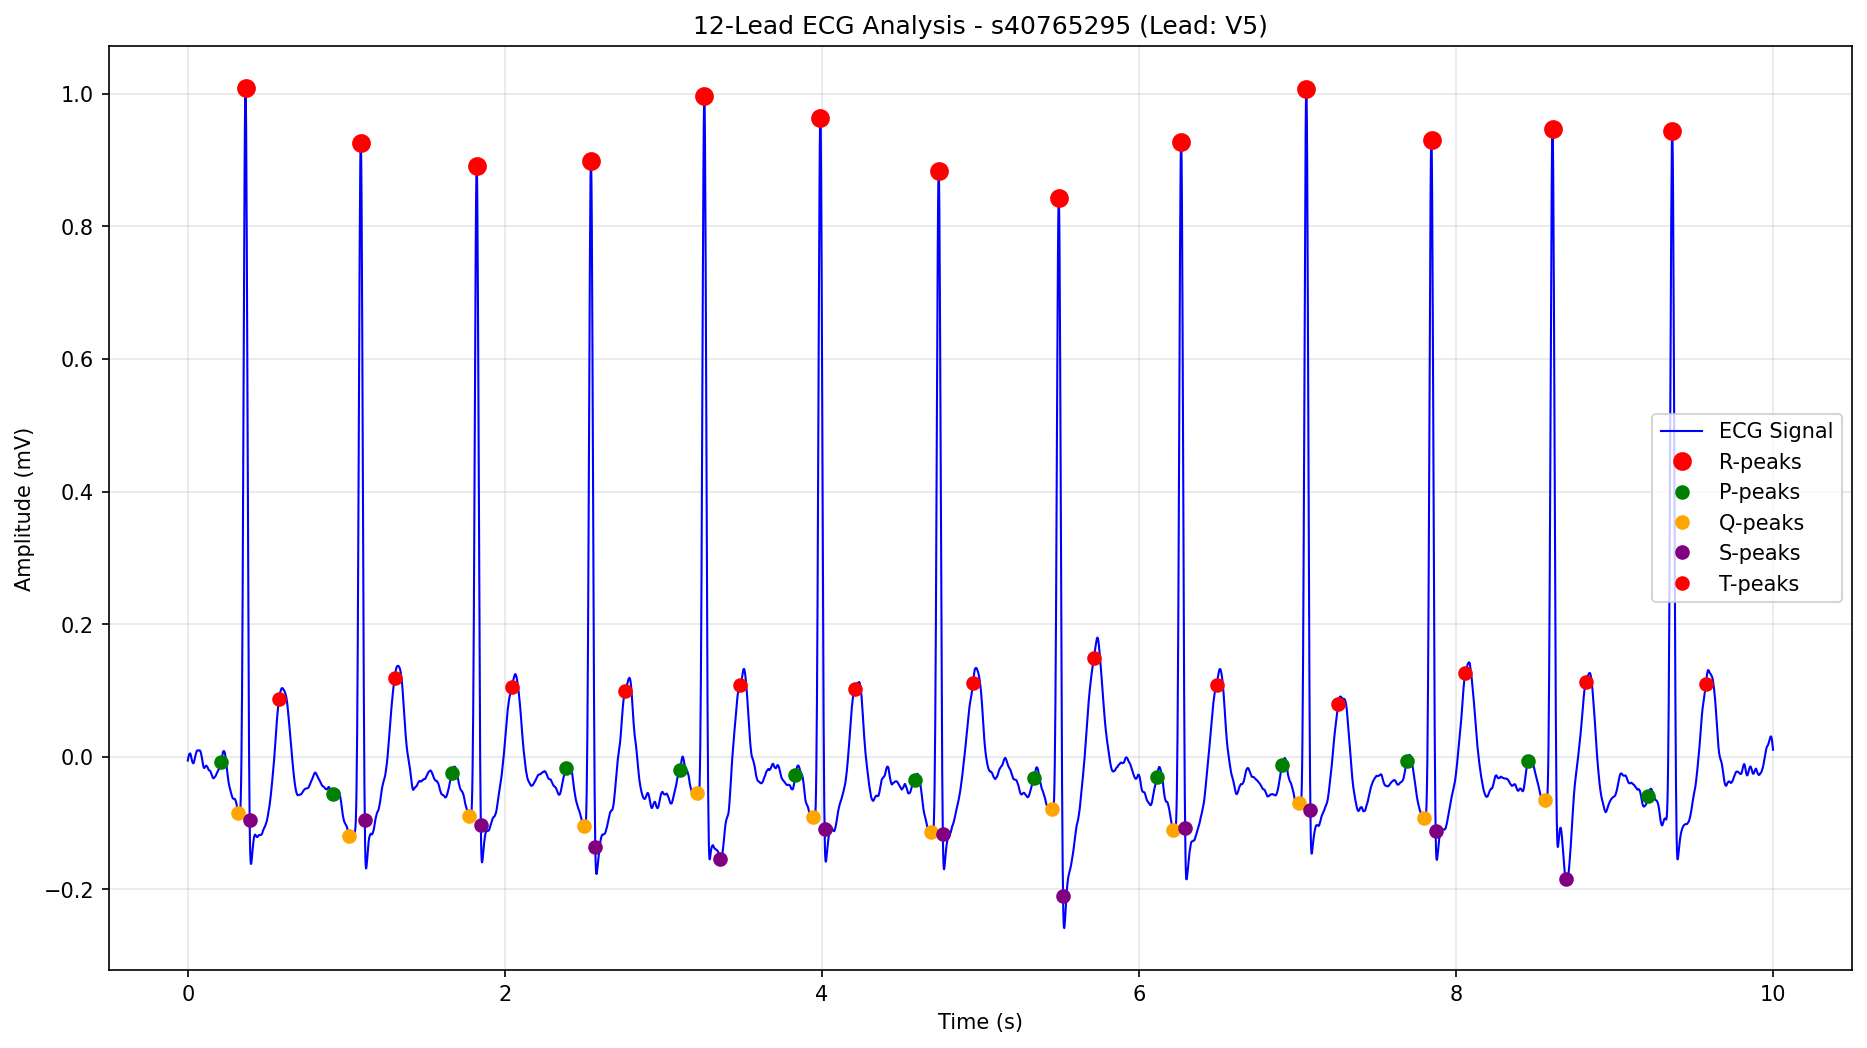 12-Lead ECG Analysis - s40765295 (Lead: V5)
1.0
0.8
0.6
0.4
0.2
0.0
−0.2
Amplitude (mV)
ECG Signal
R-peaks
P-peaks
Q-peaks
S-peaks
T-peaks
0 2 4 6 8 10
Time (s)